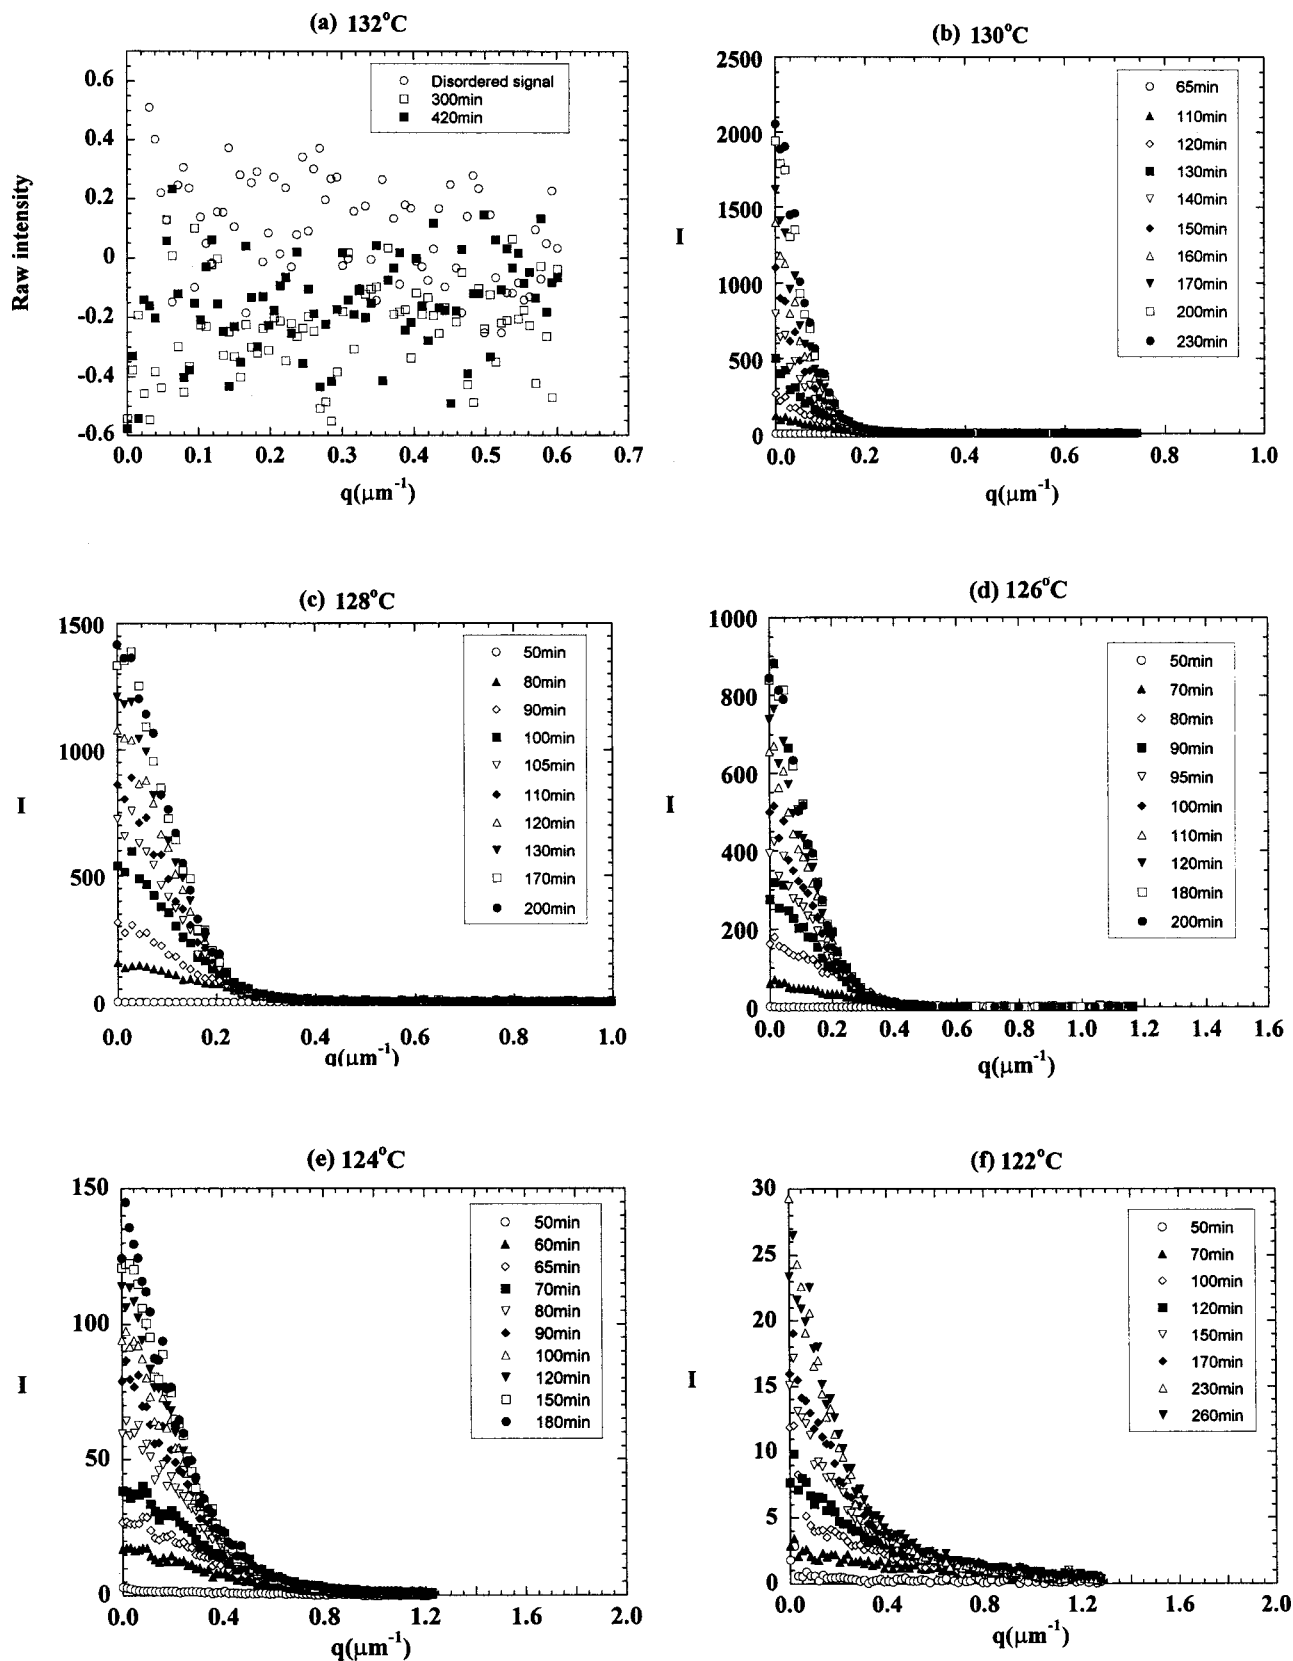 (a) 132°C
0.6
0.4
0.2
0
-0.2
-0.4
-0.6
Raw intensity
Disordered signal
300min
420min
0.0 0.1 0.2 0.3 0.4 0.5 0.6 0.7
q(μm⁻¹)
(b) 130°C
2500
2000
1500
1000
500
0
I
65min
110min
120min
130min
140min
150min
160min
170min
200min
230min
0.0 0.2 0.4 0.6 0.8 1.0
q(μm⁻¹)
(c) 128°C
1500
1000
500
0
I
50min
80min
90min
100min
105min
110min
120min
130min
170min
200min
0.0 0.2 0.4 0.6 0.8 1.0
q(μm⁻¹)
(d) 126°C
1000
800
600
400
200
0
I
50min
70min
80min
90min
95min
100min
110min
120min
180min
200min
0.0 0.2 0.4 0.6 0.8 1.0 1.2 1.4 1.6
q(μm⁻¹)
(e) 124°C
150
100
50
0
I
50min
60min
65min
70min
80min
90min
100min
120min
150min
180min
0.0 0.4 0.8 1.2 1.6 2.0
q(μm⁻¹)
(f) 122°C
30
25
20
15
10
5
0
I
50min
70min
100min
120min
150min
170min
230min
260min
0.0 0.4 0.8 1.2 1.6 2.0
q(μm⁻¹)